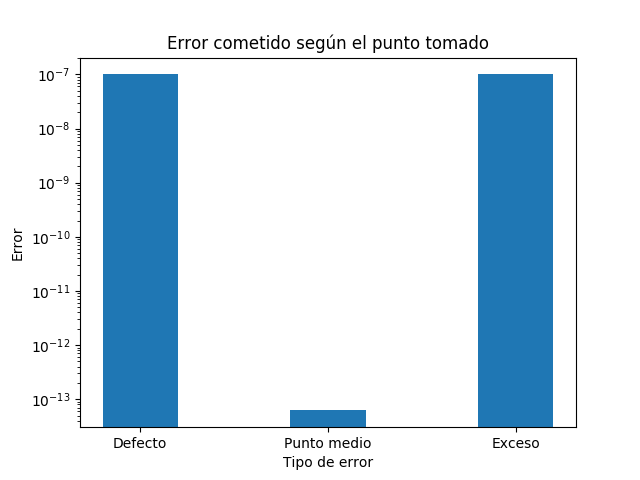 Error cometido según el punto tomado
Error
10⁻⁷
10⁻⁸
10⁻⁹
10⁻¹⁰
10⁻¹¹
10⁻¹²
10⁻¹³
Defecto Punto medio Exceso
Tipo de error